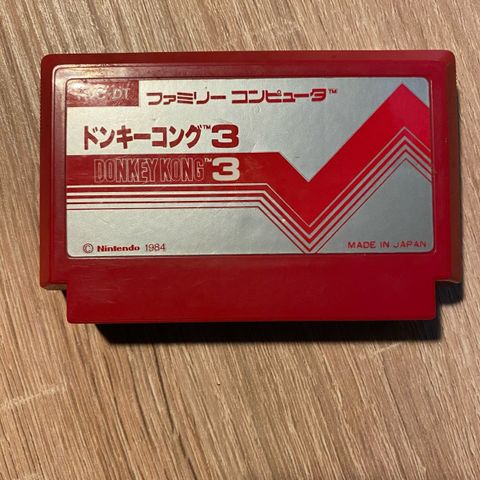 ファミリー コンピュータ™
ドンキーコング™3
DONKEY KONG™3
© Nintendo 1984
MADE IN JAPAN